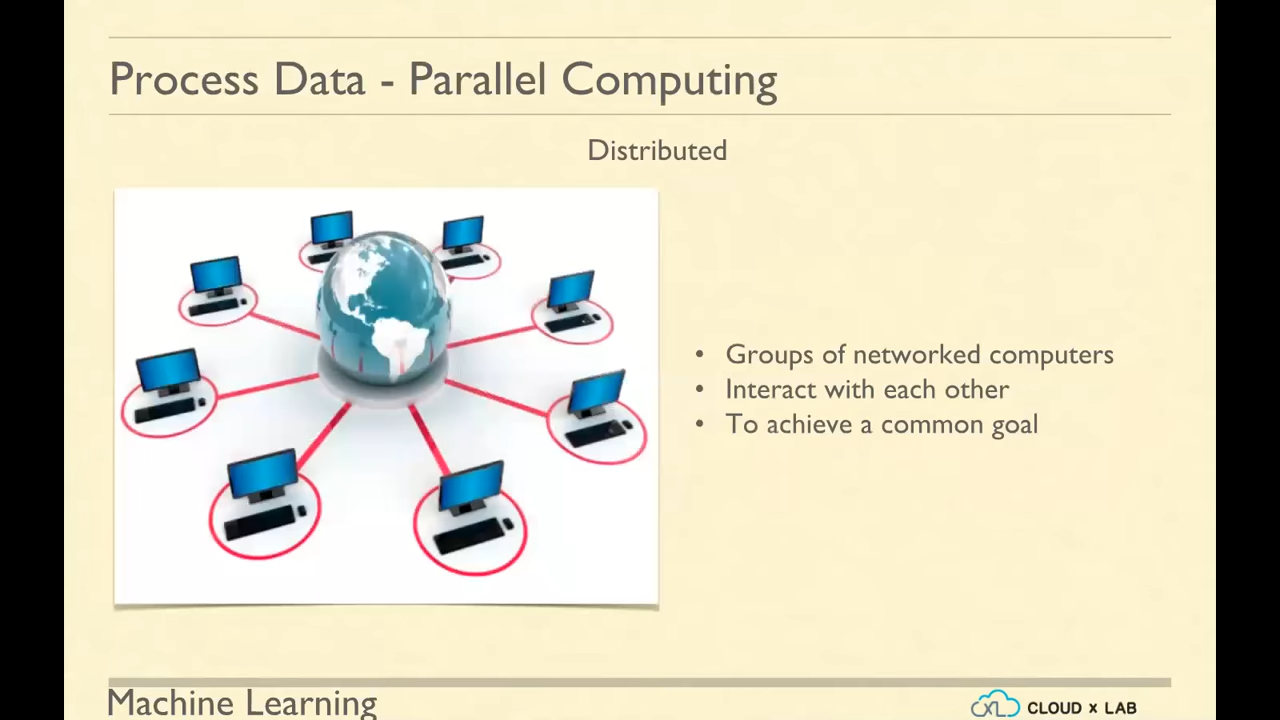 Process Data - Parallel Computing
Distributed
• Groups of networked computers
• Interact with each other
• To achieve a common goal
Machine Learning
CLOUD x LAB